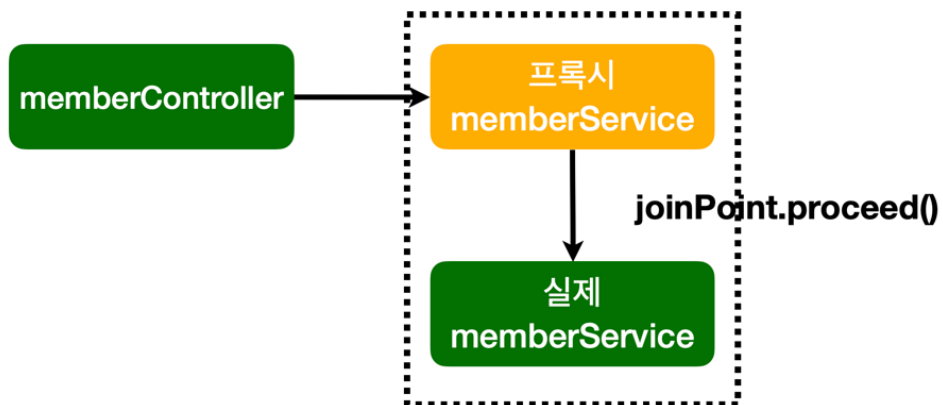 memberController
프록시
memberService
joinPoint.proceed()
실제
memberService